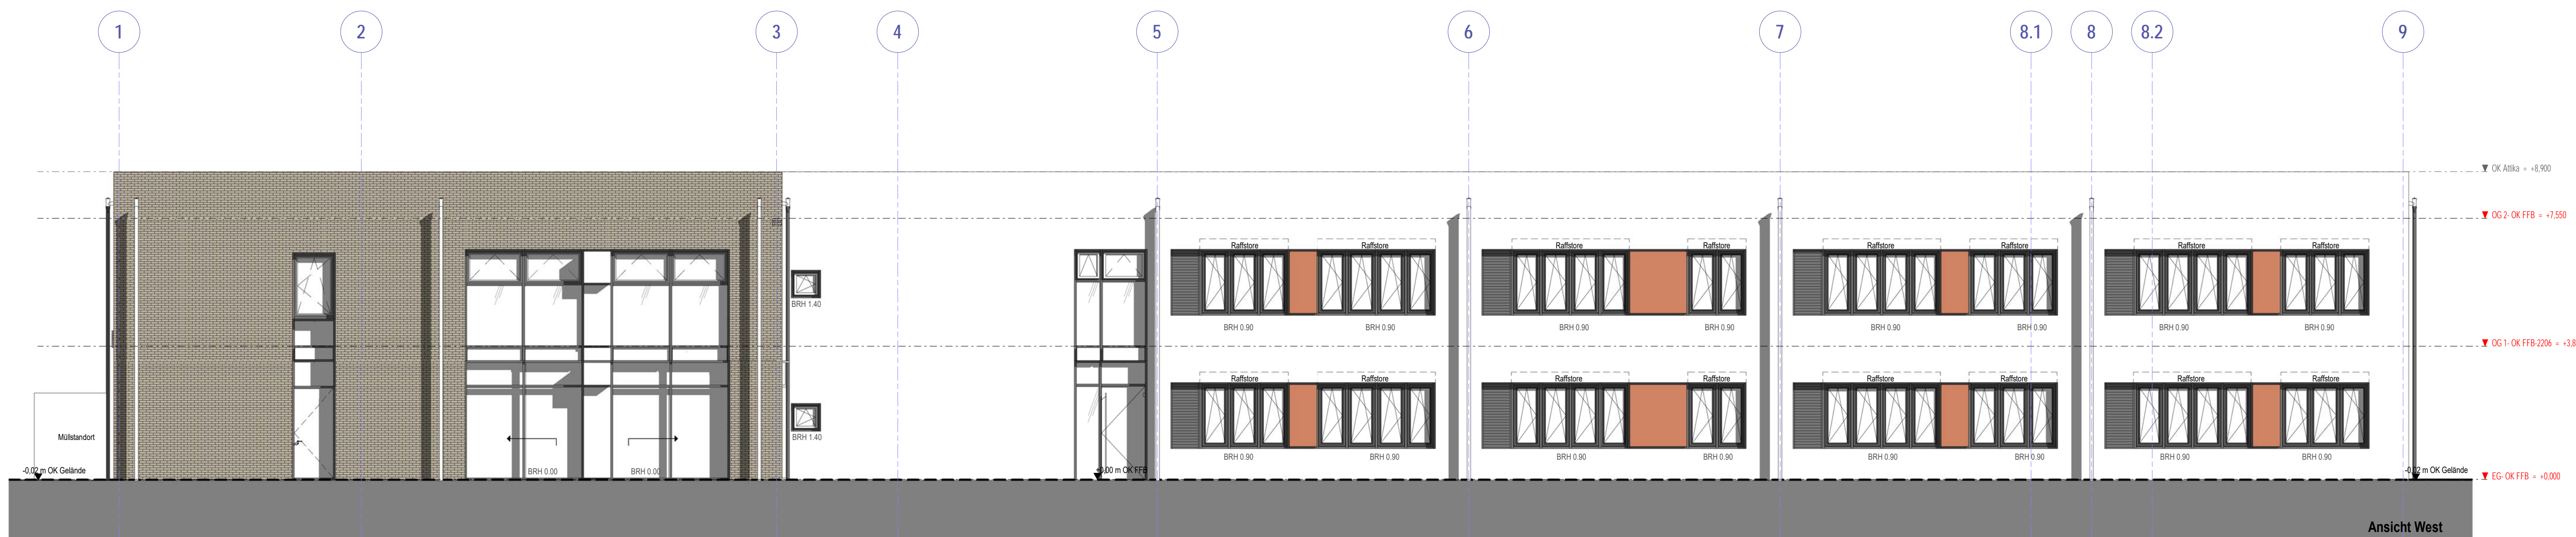 1 2 3 4 5 6 7 8.1 8 8.2 9
OK Attika = +8,900
OG 2- OK FFB = +7,550
Raffstore Raffstore Raffstore Raffstore Raffstore Raffstore Raffstore Raffstore
BRH 1.40
BRH 0.90 BRH 0.90 BRH 0.90 BRH 0.90 BRH 0.90 BRH 0.90 BRH 0.90 BRH 0.90
OG 1- OK FFB-2206 = +3,8
Raffstore Raffstore Raffstore Raffstore Raffstore Raffstore Raffstore Raffstore
Müllstandort
BRH 1.40
BRH 0.90 BRH 0.90 BRH 0.90 BRH 0.90 BRH 0.90 BRH 0.90 BRH 0.90 BRH 0.90
-0,02 m OK Gelände
BRH 0.00 BRH 0.00
+0,00 m OK FFB
-0,02 m OK Gelände
EG- OK FFB = +0,000
Ansicht West